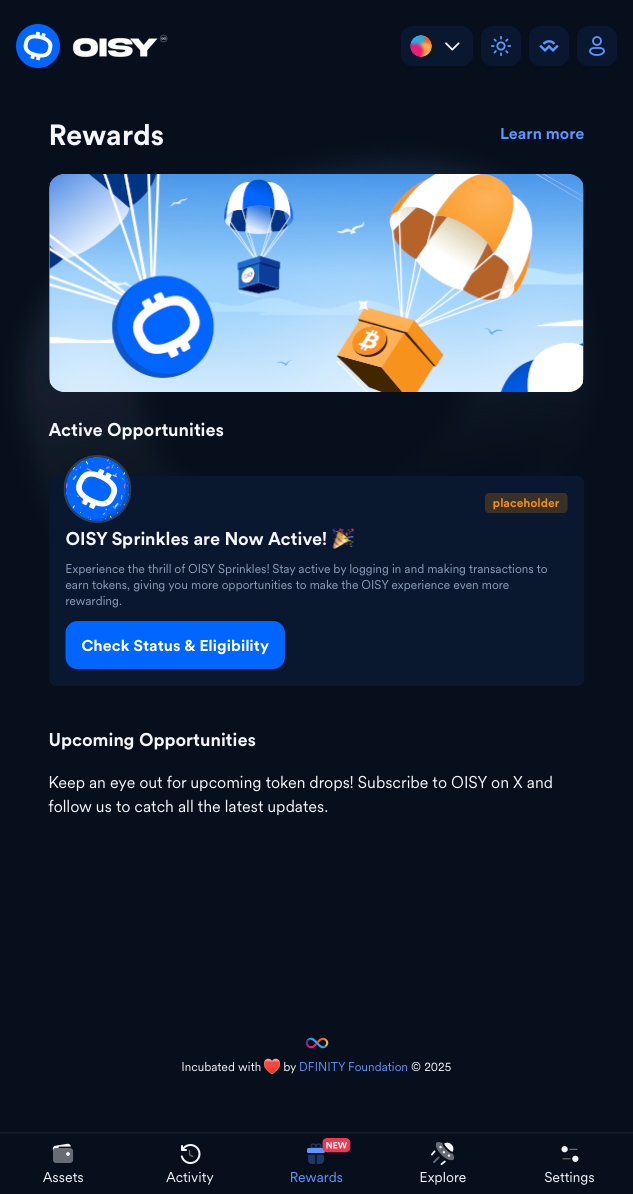 OISY
Rewards
Learn more
Active Opportunities
placeholder
OISY Sprinkles are Now Active! 🎉
Experience the thrill of OISY Sprinkles! Stay active by logging in and making transactions to
earn tokens, giving you more opportunities to make the OISY experience even more
rewarding.
Check Status & Eligibility
Upcoming Opportunities
Keep an eye out for upcoming token drops! Subscribe to OISY on X and
follow us to catch all the latest updates.
Incubated with ❤️ by DFINITY Foundation © 2025
NEW
Assets
Activity
Rewards
Explore
Settings